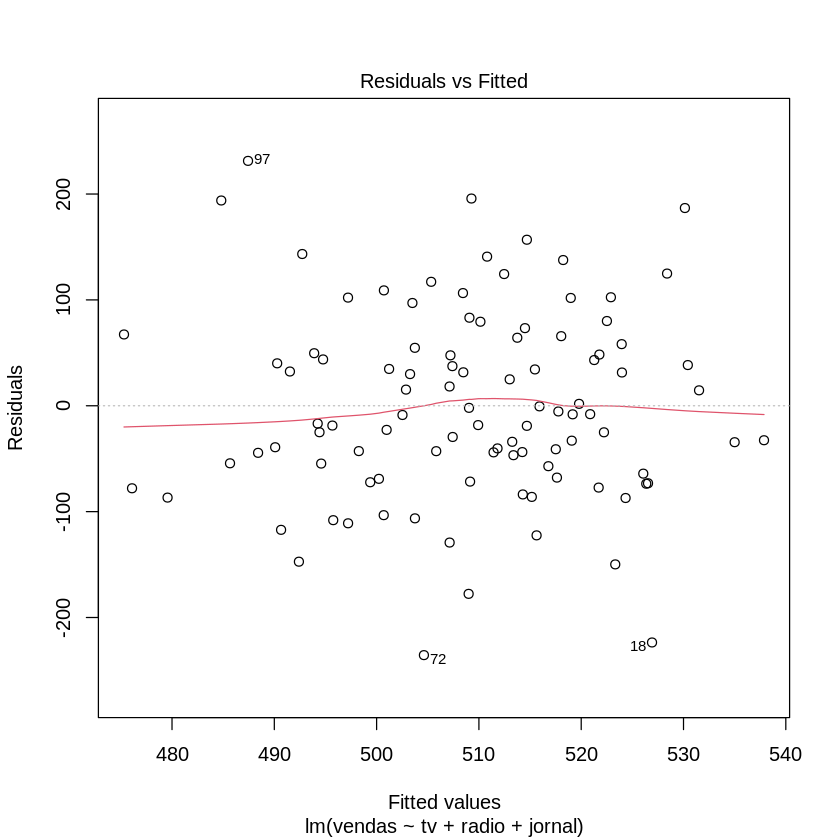 Residuals vs Fitted
97
200
100
0
-100
-200
Residuals
18
72
480 490 500 510 520 530 540
Fitted values
lm(vendas ~ tv + radio + jornal)